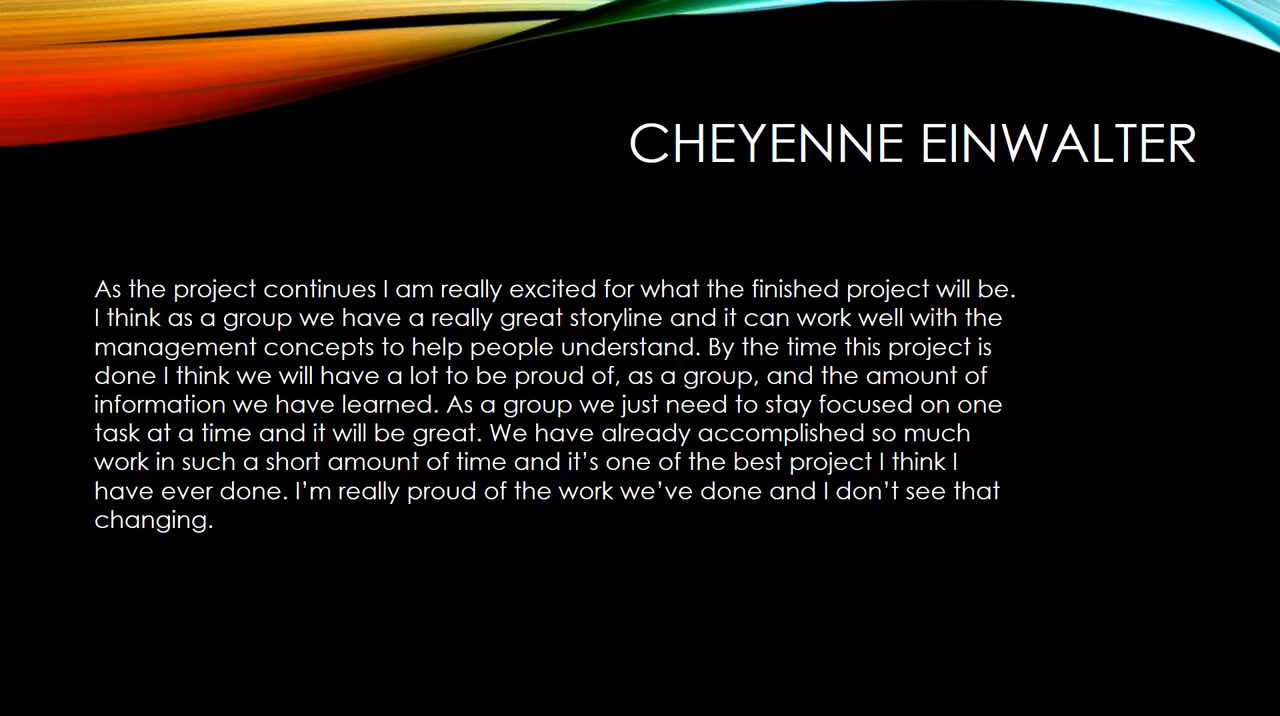 CHEYENNE EINWALTER
As the project continues I am really excited for what the finished project will be.
I think as a group we have a really great storyline and it can work well with the
management concepts to help people understand. By the time this project is
done I think we will have a lot to be proud of, as a group, and the amount of
information we have learned. As a group we just need to stay focused on one
task at a time and it will be great. We have already accomplished so much
work in such a short amount of time and it’s one of the best project I think I
have ever done. I’m really proud of the work we’ve done and I don’t see that
changing.